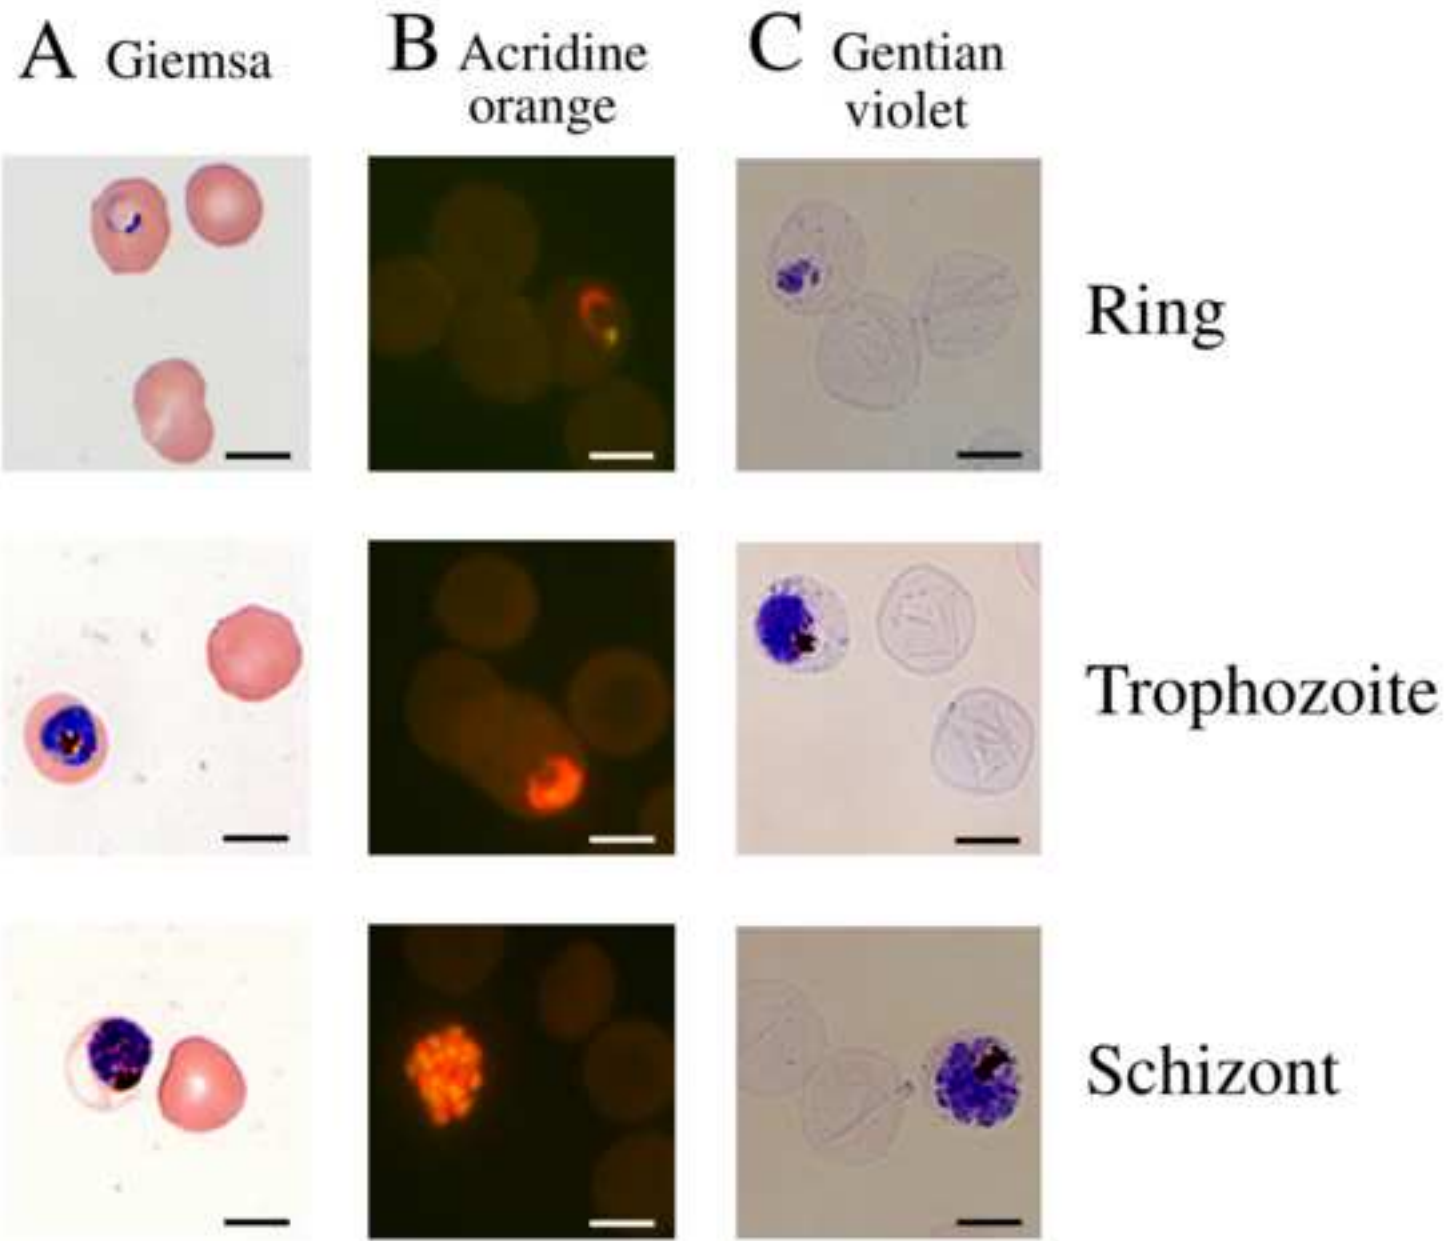 A Giemsa
B Acridine
orange
C Gentian
violet
Ring
Trophozoite
Schizont